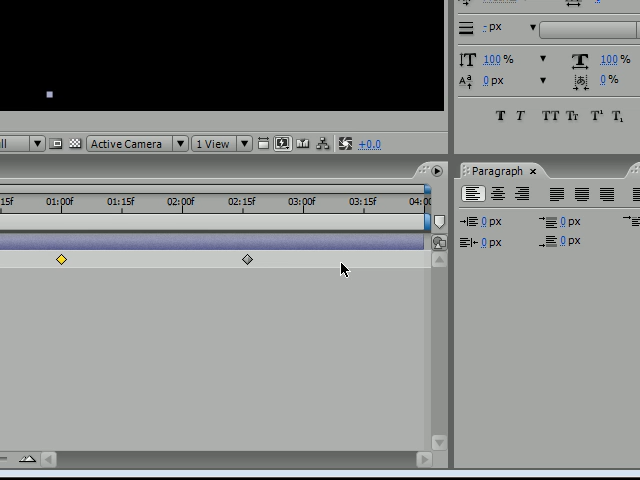 - px
100 %
100 %
0 px
0 %
T T TT Tr T¹ T₁
ll
Active Camera
1 View
+0.0
Paragraph
:15f 01:00f 01:15f 02:00f 02:15f 03:00f 03:15f 04:00
0 px
0 px
0 px
0 px